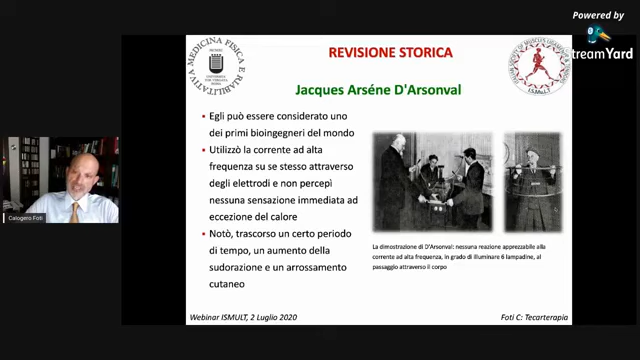 Powered by
StreamYard
REVISIONE STORICA
Jacques Arséne D'Arsonval
MEDICINA FISICA E RIABILITATIVA
ISMuLT
• Egli può essere considerato uno
dei primi bioingegneri del mondo
• Utilizzò la corrente ad alta
frequenza su se stesso attraverso
degli elettrodi e non percepì
nessuna sensazione immediata ad
eccezione del calore
• Notò, trascorso un certo periodo
di tempo, un aumento della
sudorazione e un arrossamento
cutaneo
La dimostrazione di D'Arsonval: nessuna reazione apprezzabile alla
corrente ad alta frequenza, in grado di illuminare 6 lampadine, al
passaggio attraverso il corpo
Calogero Foti
Webinar ISMULT, 2 Luglio 2020
Foti C: Tecarterapia